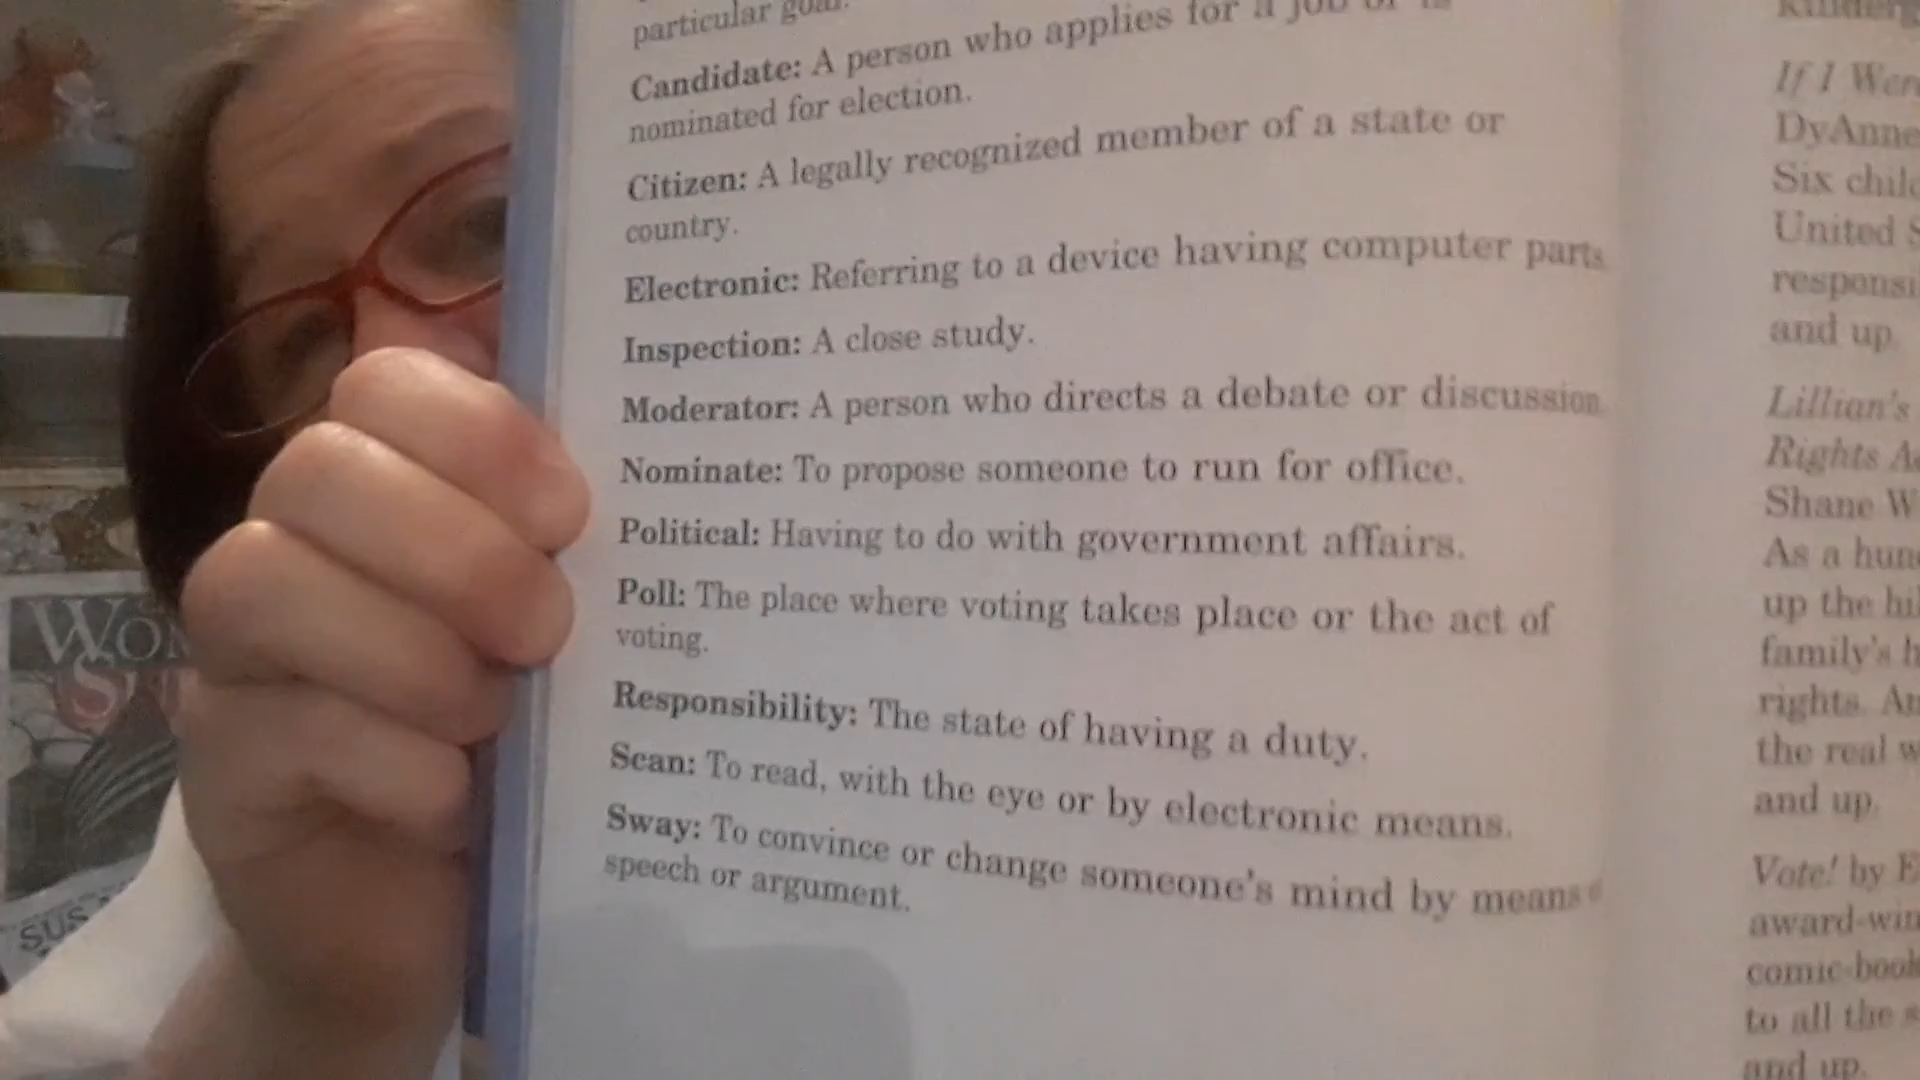 particular goal.
Candidate: A person who applies for a job or is
nominated for election.
Citizen: A legally recognized member of a state or
country.
Electronic: Referring to a device having computer parts
Inspection: A close study.
Moderator: A person who directs a debate or discussion
Nominate: To propose someone to run for office.
Political: Having to do with government affairs.
Poll: The place where voting takes place or the act of
voting.
Responsibility: The state of having a duty.
Scan: To read, with the eye or by electronic means.
Sway: To convince or change someone's mind by means
speech or argument.
If I Wer
DyAnne
Six chil
United S
responsi
and up
Lillian's
Rights A
Shane W
As a hun
up the hi
family's h
rights. An
the real w
and up.
Vote! by E
award-win
comic-book
to all the s
and up.
WO
SUS